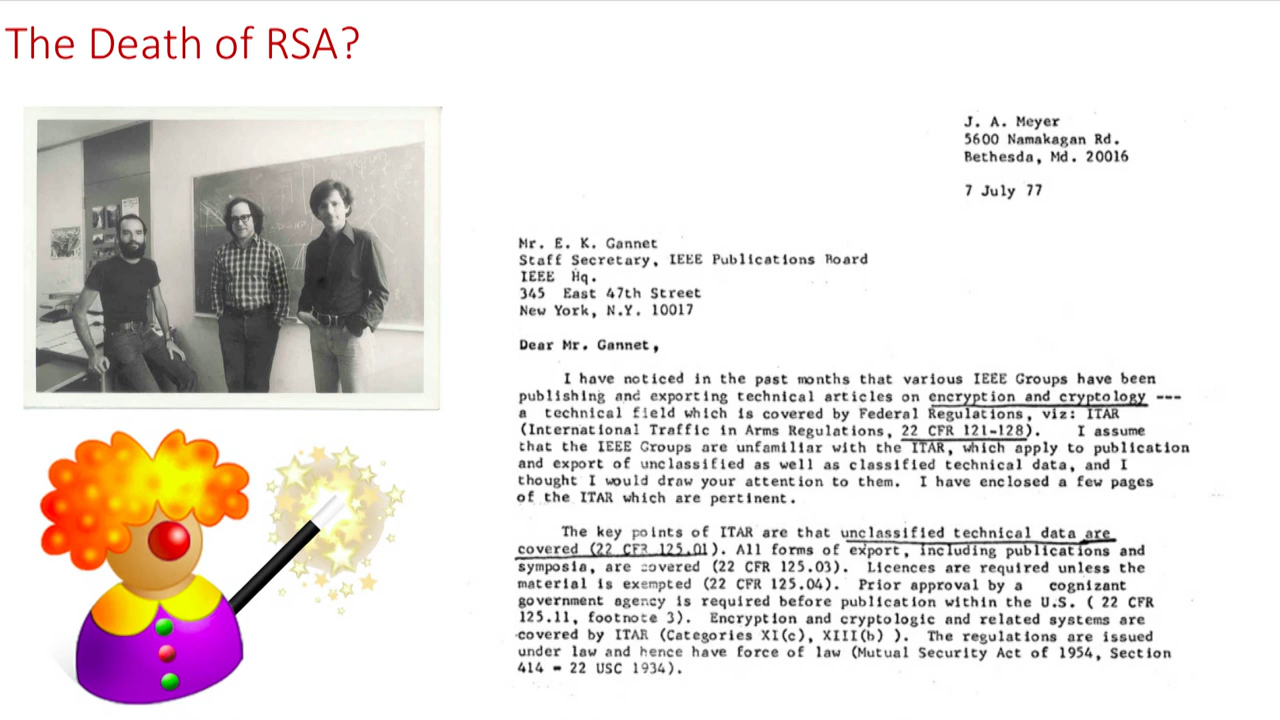 The Death of RSA?
J. A. Meyer
5600 Namakagan Rd.
Bethesda, Md. 20016
7 July 77
Mr. E. K. Gannet
Staff Secretary, IEEE Publications Board
IEEE Hq.
345 East 47th Street
New York, N.Y. 10017
Dear Mr. Gannet,
I have noticed in the past months that various IEEE Groups have been
publishing and exporting technical articles on encryption and cryptology ---
a technical field which is covered by Federal Regulations, viz: ITAR
(International Traffic in Arms Regulations, 22 CFR 121-128). I assume
that the IEEE Groups are unfamiliar with the ITAR, which apply to publication
and export of unclassified as well as classified technical data, and I
thought I would draw your attention to them. I have enclosed a few pages
of the ITAR which are pertinent.
The key points of ITAR are that unclassified technical data are
covered (22 CFR 125.01). All forms of export, including publications and
symposia, are covered (22 CFR 125.03). Licences are required unless the
material is exempted (22 CFR 125.04). Prior approval by a cognizant
government agency is required before publication within the U.S. ( 22 CFR
125.11, footnote 3). Encryption and cryptologic and related systems are
covered by ITAR (Categories XI(c), XIII(b) ). The regulations are issued
under law and hence have force of law (Mutual Security Act of 1954, Section
414 - 22 USC 1934).